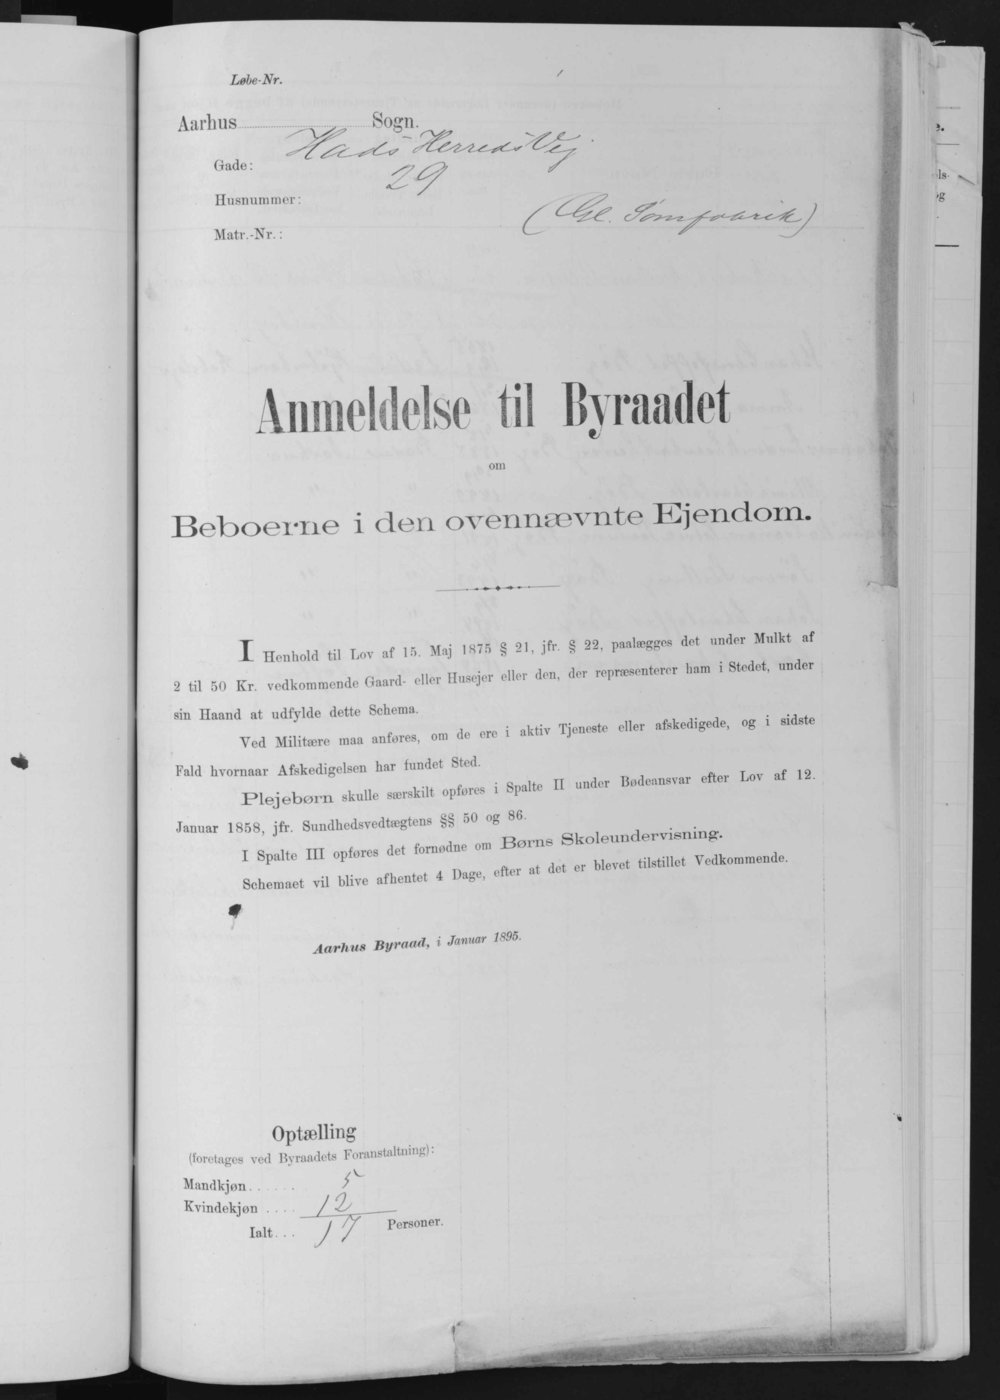 Løbe-Nr.
Aarhus Sogn.
Gade: Hads Herreds Vej
Husnummer: 29
(Gl. Sømfabrik)
Matr.-Nr.:
Anmeldelse til Byraadet
om
Beboerne i den ovennævnte Ejendom.
I Henhold til Lov af 15. Maj 1875 § 21, jfr. § 22, paalægges det under Mulkt af
2 til 50 Kr. vedkommende Gaard- eller Husejer eller den, der repræsenterer ham i Stedet, under
sin Haand at udfylde dette Schema.
Ved Militære maa anføres, om de ere i aktiv Tjeneste eller afskedigede, og i sidste
Fald hvornaar Afskedigelsen har fundet Sted.
Plejebørn skulle særskilt opføres i Spalte II under Bødeansvar efter Lov af 12.
Januar 1858, jfr. Sundhedsvedtægtens §§ 50 og 86.
I Spalte III opføres det fornødne om Børns Skoleundervisning.
Schemaet vil blive afhentet 4 Dage, efter at det er blevet tilstillet Vedkommende.
Aarhus Byraad, i Januar 1895.
Optælling
(foretages ved Byraadets Foranstaltning):
Mandkjøn...... 5
Kvindekjøn .... 12
Ialt... 17 Personer.